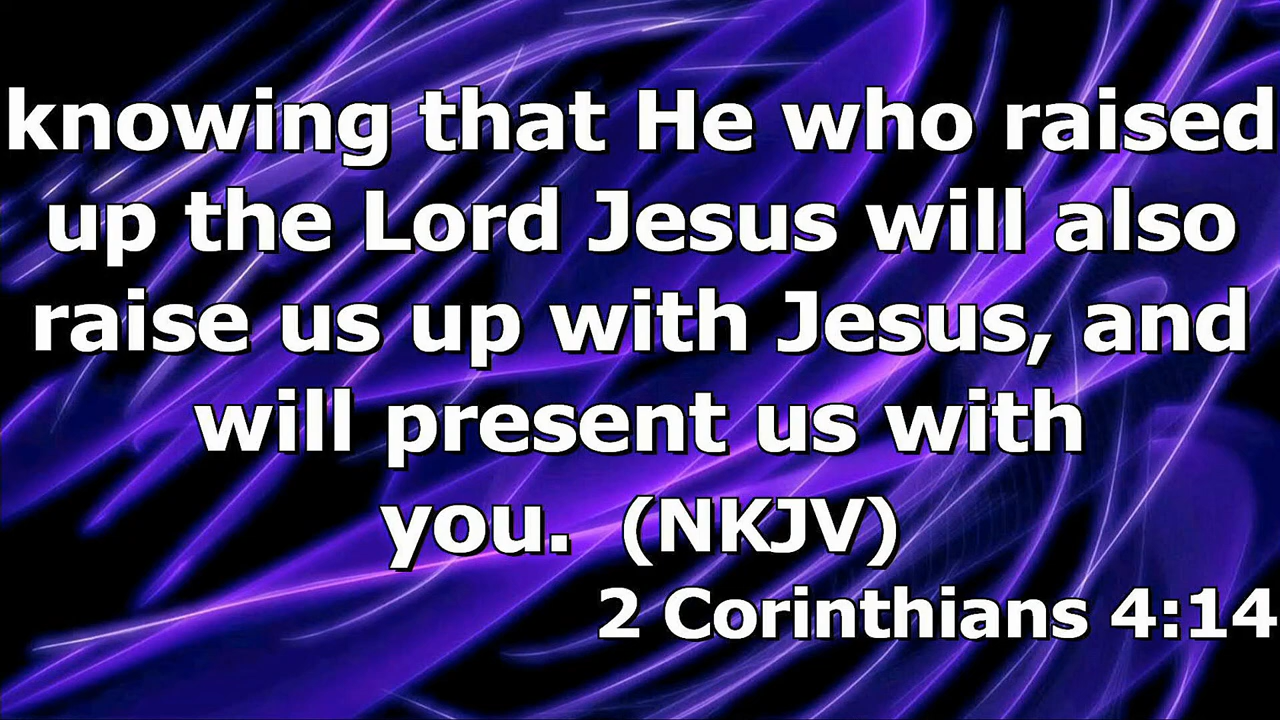 knowing that He who raised
up the Lord Jesus will also
raise us up with Jesus, and
will present us with
you. (NKJV)
2 Corinthians 4:14